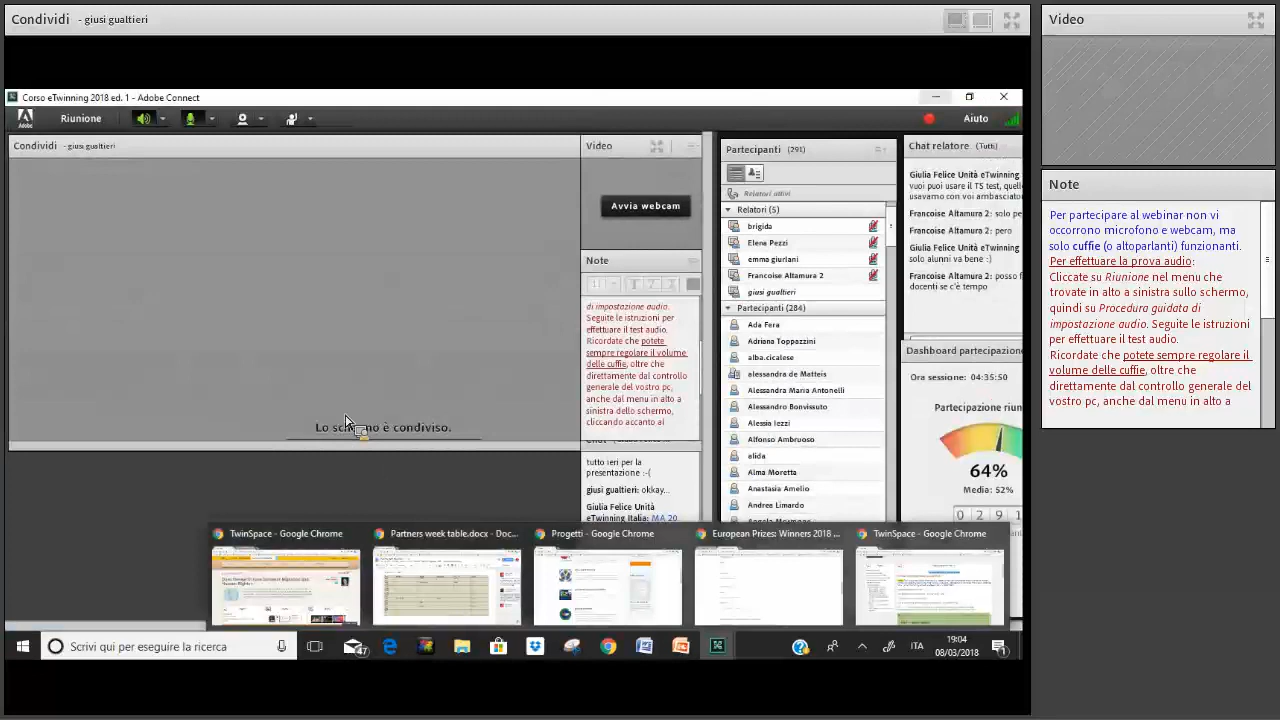 Condividi - giusi gualtieri
Video
Corso eTwinning 2018 ed. 1 - Adobe Connect
Adobe
Riunione
Aiuto
Condividi - giusi gualtieri
Lo schermo è condiviso.
Video
Avvia webcam
Note
11
di impostazione audio.
Seguite le istruzioni per
effettuare il test audio.
Ricordate che potete
sempre regolare il volume
delle cuffie, oltre che
direttamente dal controllo
generale del vostro pc,
anche dal menu in alto a
sinistra dello schermo,
cliccando accanto al
tutto ieri per la
presentazione :-(
giusi gualtieri: okkay...
Giulia Felice Unità
eTwinning Italia: MA 20
Partecipanti (291)
Relatori attivi
Relatori (5)
brigida
Elena Pezzi
emma giurlani
Francoise Altamura 2
giusi gualtieri
Partecipanti (284)
Ada Fera
Adriana Toppazzini
alba.cicalese
alessandra de Matteis
Alessandra Maria Antonelli
Alessandro Bonvissuto
Alessia Iezzi
Alfonso Ambruoso
alida
Alma Moretta
Anastasia Amelio
Andrea Limardo
Chat relatore (Tutti)
Giulia Felice Unità eTwinning
vuoi puoi usare il TS test, quell
usavamo con voi ambasciato
Francoise Altamura 2: solo pe
Francoise Altamura 2: pero
Giulia Felice Unità eTwinning
solo alunni va bene :)
Francoise Altamura 2: posso f
docenti se c'è tempo
Dashboard partecipazione
Ora sessione: 04:35:50
Partecipazione riun
64%
Media: 52%
0 2 9 1
TwinSpace - Google Chrome
Partners week table.docx - Doc...
Progetti - Google Chrome
European Prizes: Winners 2018 ...
TwinSpace - Google Chrome
Scrivi qui per eseguire la ricerca
47
ITA
19:04
08/03/2018
1
Note
Per partecipare al webinar non vi
occorrono microfono e webcam, ma
solo cuffie (o altoparlanti) funzionanti.
Per effettuare la prova audio:
Cliccate su Riunione nel menu che
trovate in alto a sinistra sullo schermo,
quindi su Procedura guidata di
impostazione audio. Seguite le istruzioni
per effettuare il test audio.
Ricordate che potete sempre regolare il
volume delle cuffie, oltre che
direttamente dal controllo generale del
vostro pc, anche dal menu in alto a